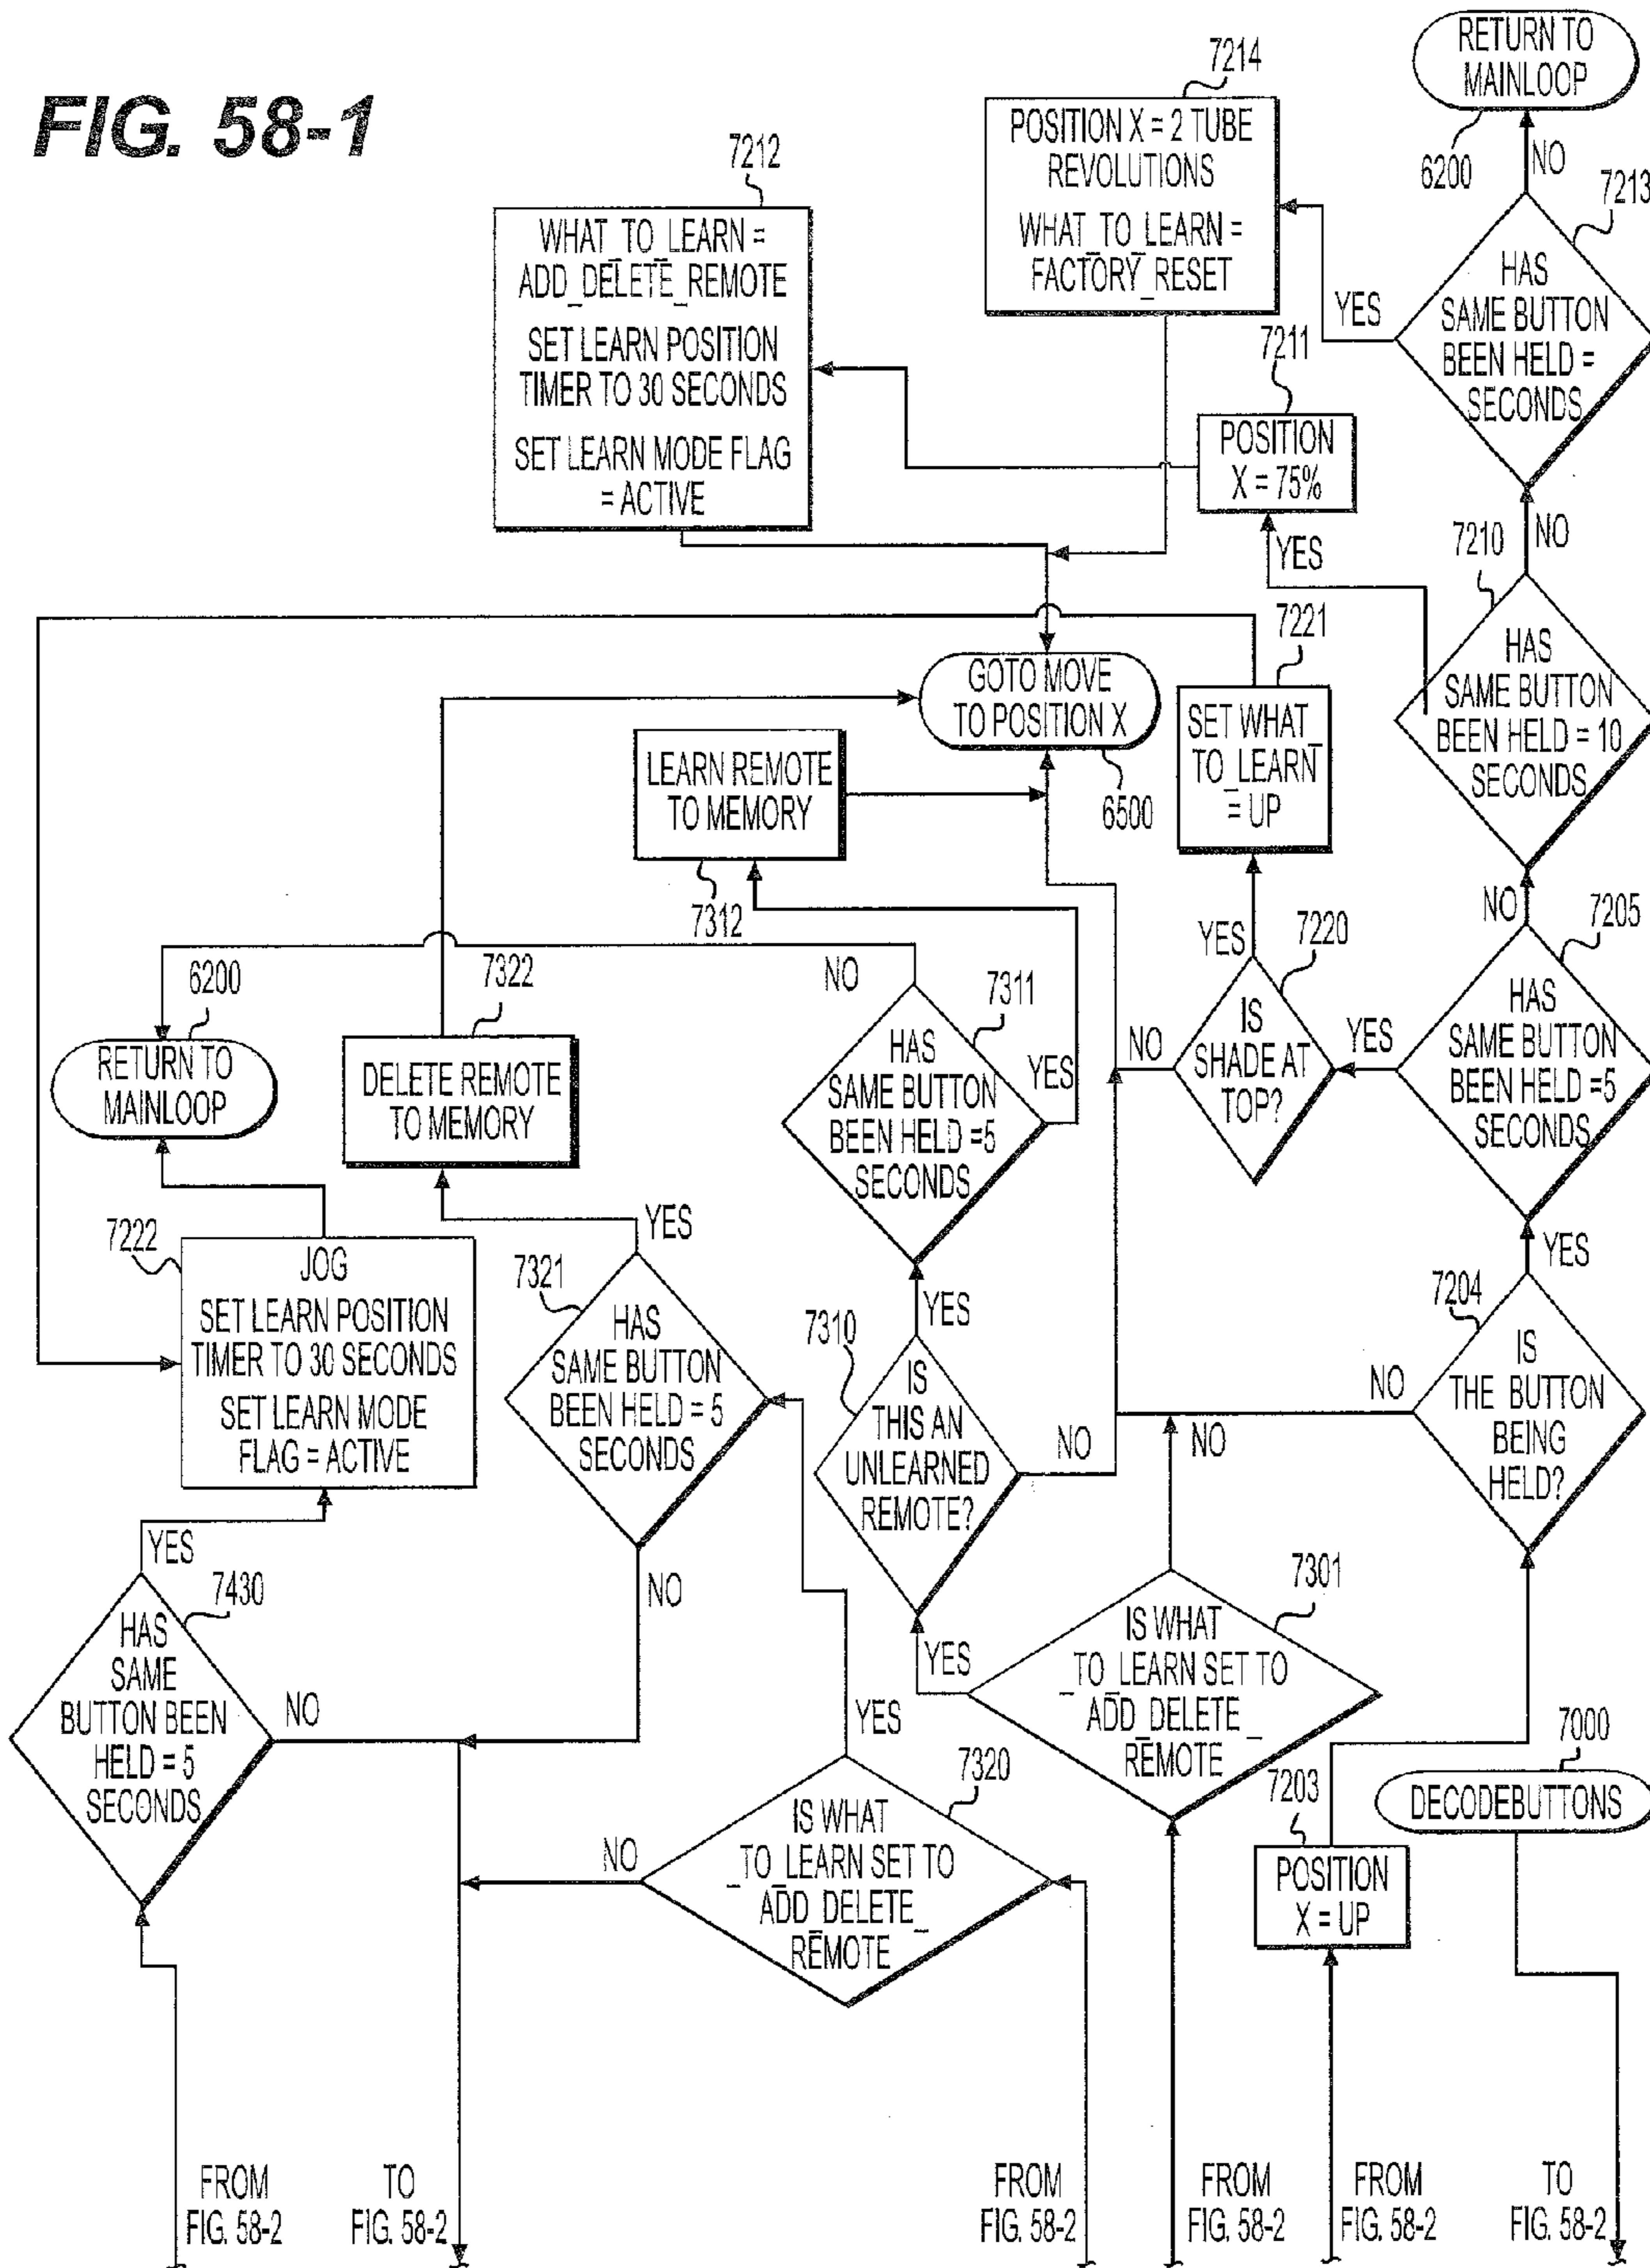 FIG. 58-1
RETURN TO
MAINLOOP
6200
NO
7213
HAS
SAME BUTTON
BEEN HELD =
SECONDS
YES
7214
POSITION X = 2 TUBE
REVOLUTIONS
WHAT_TO_LEARN =
FACTORY_RESET
7212
WHAT_TO_LEARN =
ADD_DELETE_REMOTE
SET LEARN POSITION
TIMER TO 30 SECONDS
SET LEARN MODE FLAG
= ACTIVE
7211
POSITION
X = 75%
YES
7210
NO
HAS
SAME BUTTON
BEEN HELD = 10
SECONDS
7221
SET WHAT_
TO_LEARN
= UP
GOTO MOVE
TO POSITION X
6500
LEARN REMOTE
TO MEMORY
7312
NO
7205
HAS
SAME BUTTON
BEEN HELD =5
SECONDS
YES
YES
7220
IS
SHADE AT
TOP?
NO
NO
7311
HAS
SAME BUTTON
BEEN HELD =5
SECONDS
YES
7322
DELETE REMOTE
TO MEMORY
6200
RETURN TO
MAINLOOP
7222
JOG
SET LEARN POSITION
TIMER TO 30 SECONDS
SET LEARN MODE
FLAG = ACTIVE
YES
7321
HAS
SAME BUTTON
BEEN HELD = 5
SECONDS
NO
YES
7310
IS
THIS AN
UNLEARNED
REMOTE?
NO
YES
7204
IS
THE BUTTON
BEING
HELD?
NO
NO
7301
IS WHAT
_TO_LEARN SET TO
ADD_DELETE_
REMOTE
YES
YES
7430
HAS
SAME
BUTTON BEEN
HELD = 5
SECONDS
NO
YES
7320
IS WHAT
_TO_LEARN SET TO
ADD_DELETE_
REMOTE
NO
7203
POSITION
X = UP
7000
DECODEBUTTONS
FROM
FIG. 58-2
TO
FIG. 58-2
FROM
FIG. 58-2
FROM
FIG. 58-2
FROM
FIG. 58-2
TO
FIG. 58-2